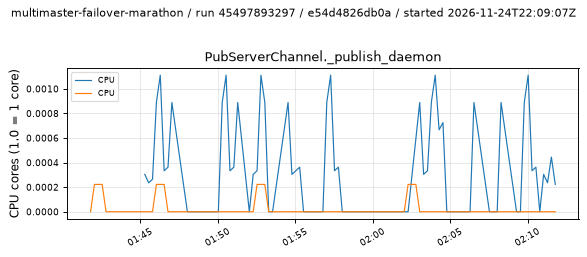 multimaster-failover-marathon / run 45497893297 / e54d4826db0a / started 2026-11-24T22:09:07Z
PubServerChannel._publish_daemon
CPU cores (1.0 = 1 core)
0.0010
0.0008
0.0006
0.0004
0.0002
0.0000
CPU
CPU
01:45
01:50
01:55
02:00
02:05
02:10